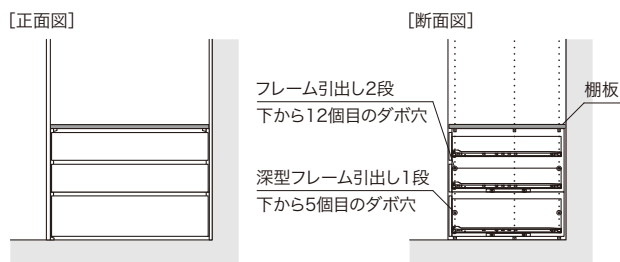 ［正面図］
［断面図］
フレーム引出し2段
下から12個目のダボ穴
棚板
深型フレーム引出し1段
下から5個目のダボ穴